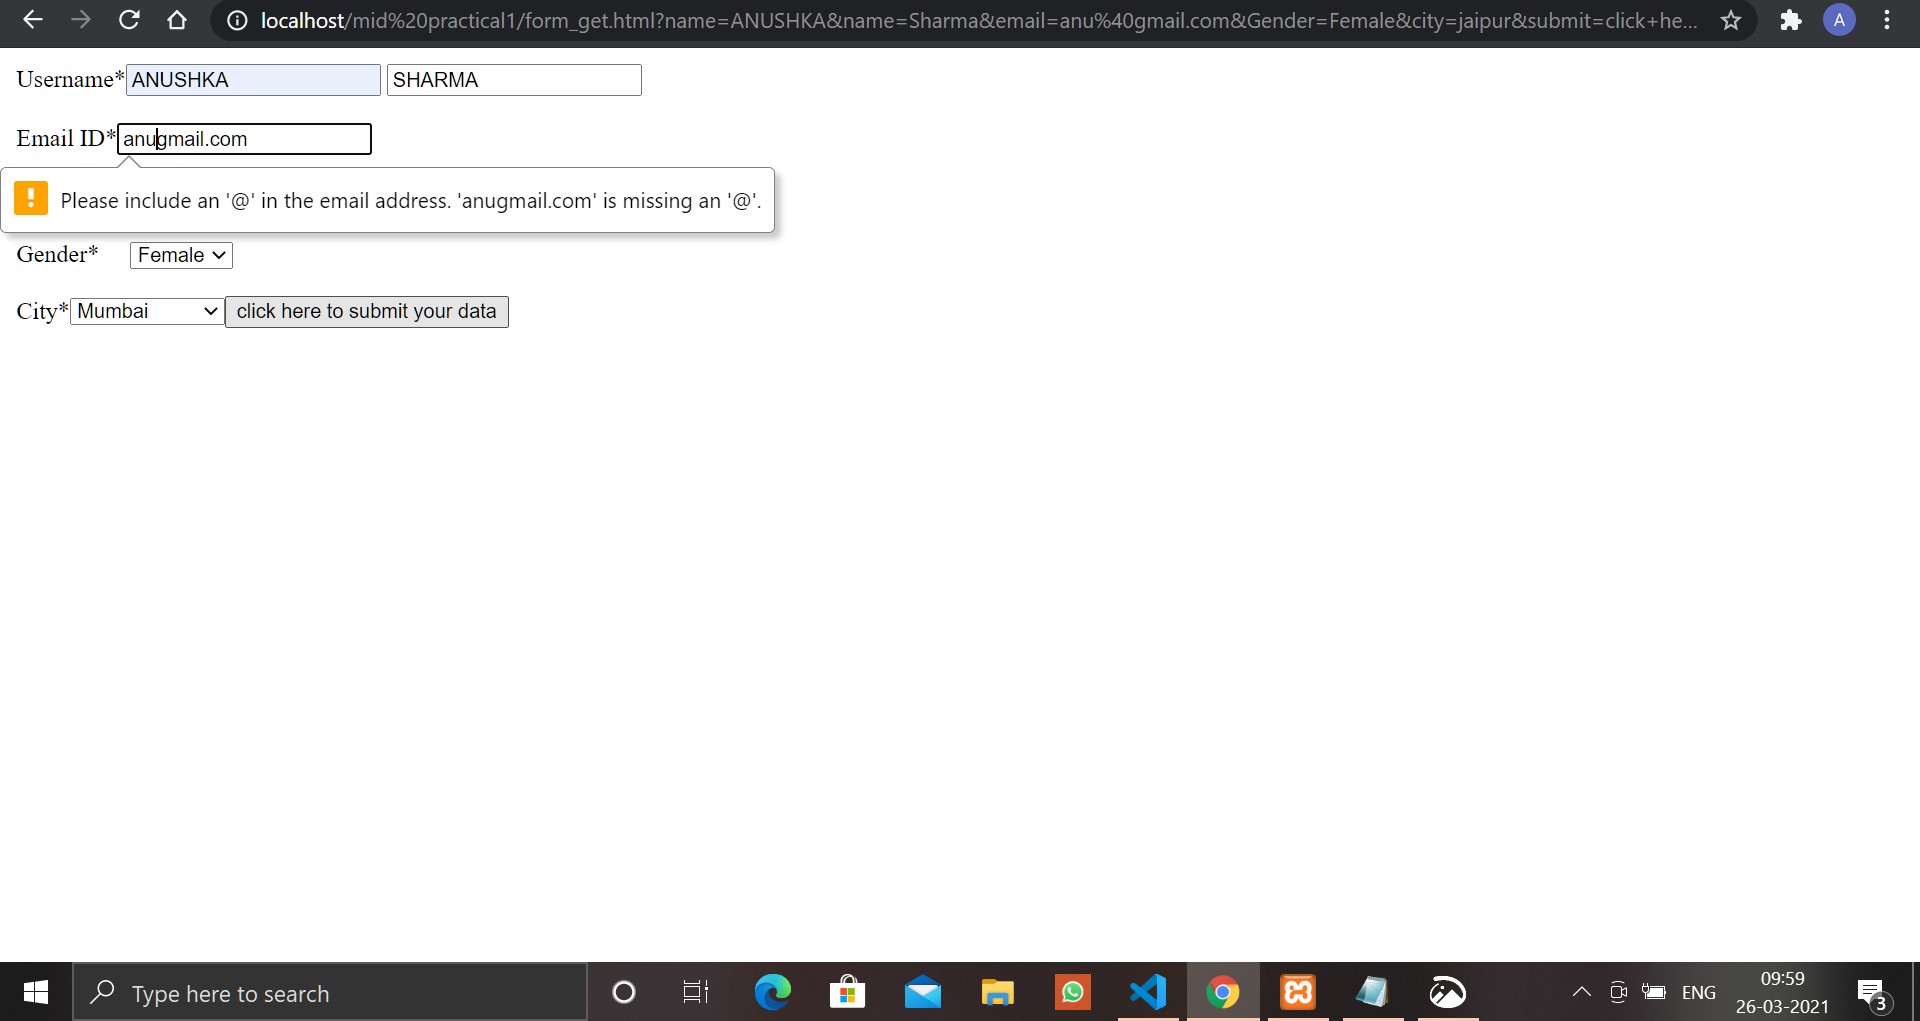 localhost/mid%20practical1/form_get.html?name=ANUSHKA&name=Sharma&email=anu%40gmail.com&Gender=Female&city=jaipur&submit=click+he... A
Username* ANUSHKA SHARMA
Email ID* anugmail.com
! Please include an '@' in the email address. 'anugmail.com' is missing an '@'.
Gender* Female
City* Mumbai click here to submit your data
Type here to search ENG 09:59
26-03-2021 3